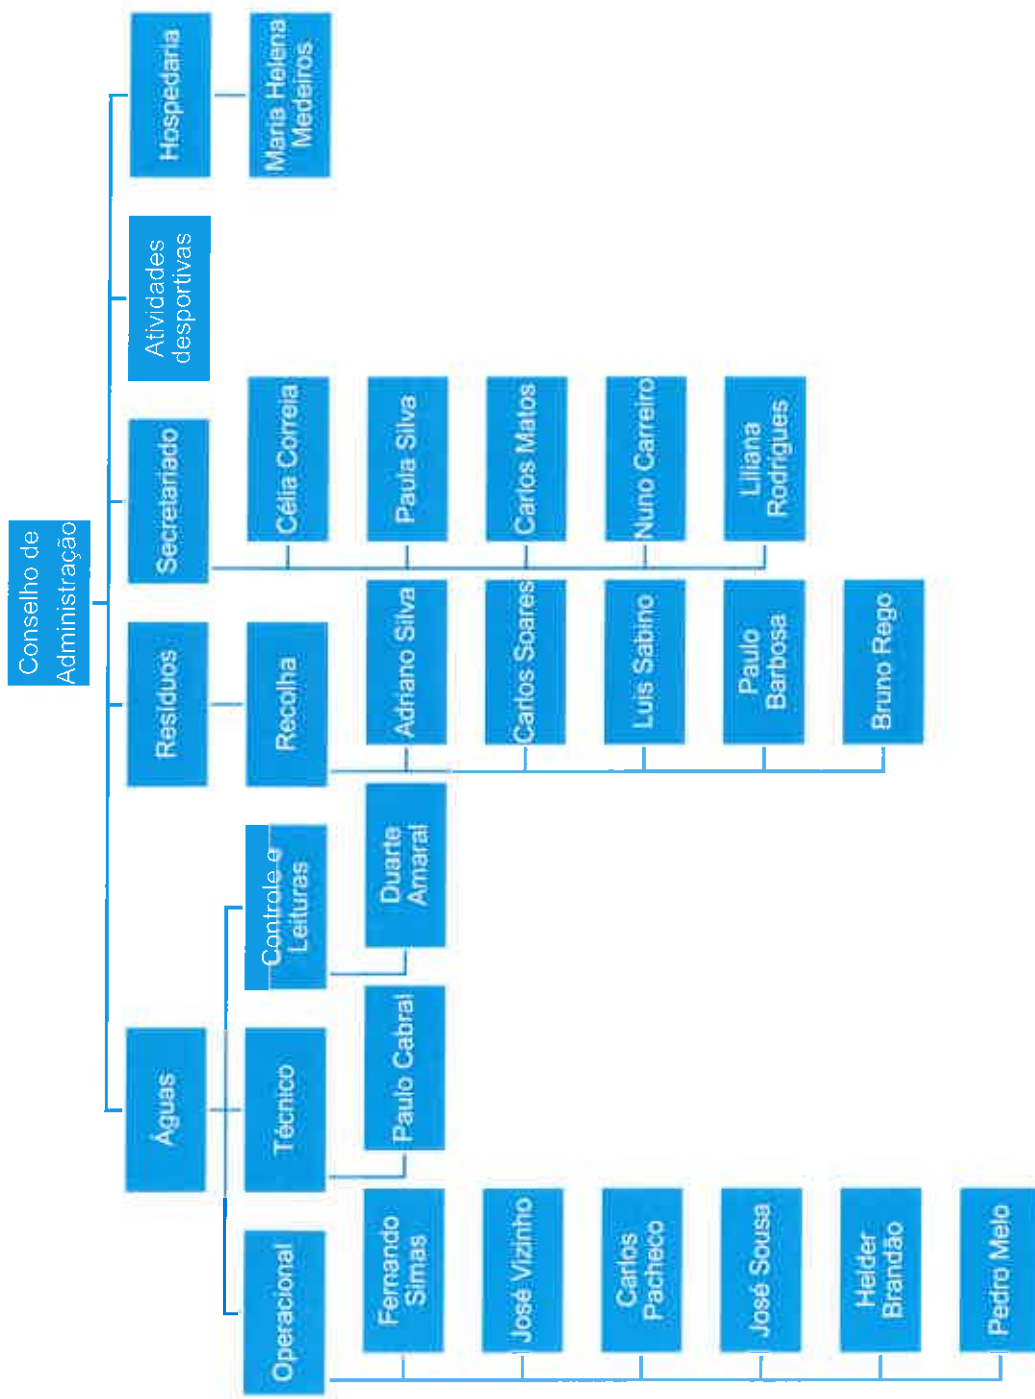 Conselho de
Administração
Águas
Resíduos
Secretariado
Atividades
desportivas
Hospedaria
Operacional
Técnico
Controle e
Leituras
Recolha
Célia Correia
Paula Silva
Carlos Matos
Nuno Carreiro
Liliana
Rodrigues
Maria Helena
Medeiros
Fernando
Simas
José Vizinho
Carlos
Pacheco
José Sousa
Helder
Brandão
Pedro Melo
Paulo Cabral
Duarte
Amaral
Adriano Silva
Carlos Soares
Luis Sabino
Paulo
Barbosa
Bruno Rego